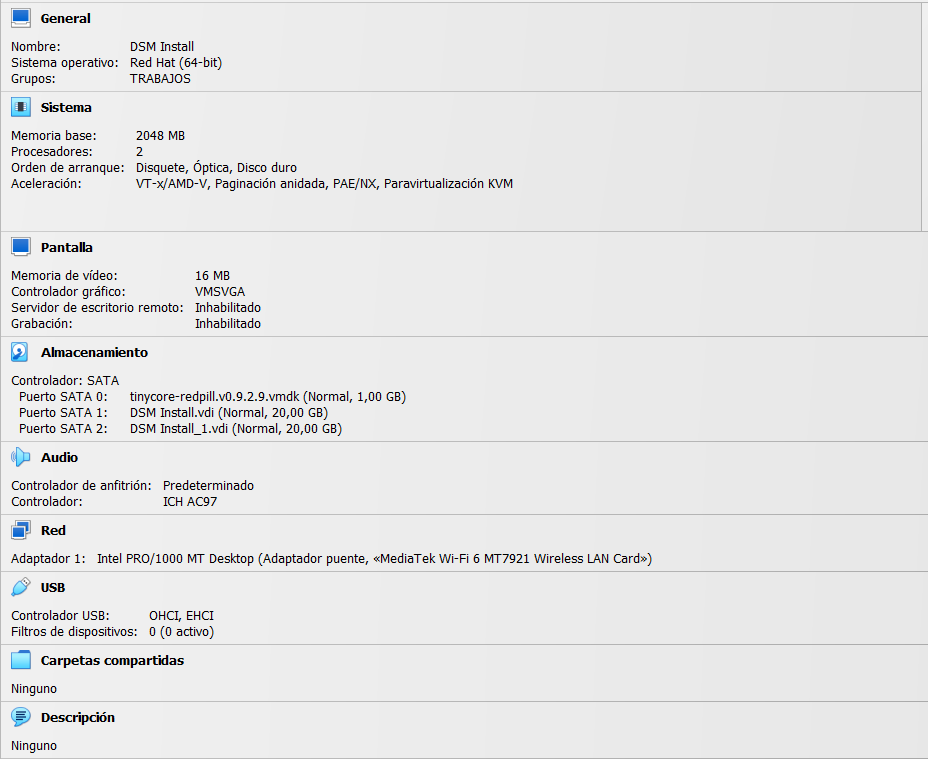 General
Nombre: DSM Install
Sistema operativo: Red Hat (64-bit)
Grupos: TRABAJOS
Sistema
Memoria base: 2048 MB
Procesadores: 2
Orden de arranque: Disquete, Óptica, Disco duro
Aceleración: VT-x/AMD-V, Paginación anidada, PAE/NX, Paravirtualización KVM
Pantalla
Memoria de vídeo: 16 MB
Controlador gráfico: VMSVGA
Servidor de escritorio remoto: Inhabilitado
Grabación: Inhabilitado
Almacenamiento
Controlador: SATA
Puerto SATA 0: tinycore-redpill.v0.9.2.9.vmdk (Normal, 1,00 GB)
Puerto SATA 1: DSM Install.vdi (Normal, 20,00 GB)
Puerto SATA 2: DSM Install_1.vdi (Normal, 20,00 GB)
Audio
Controlador de anfitrión: Predeterminado
Controlador: ICH AC97
Red
Adaptador 1: Intel PRO/1000 MT Desktop (Adaptador puente, «MediaTek Wi-Fi 6 MT7921 Wireless LAN Card»)
USB
Controlador USB: OHCI, EHCI
Filtros de dispositivos: 0 (0 activo)
Carpetas compartidas
Ninguno
Descripción
Ninguno